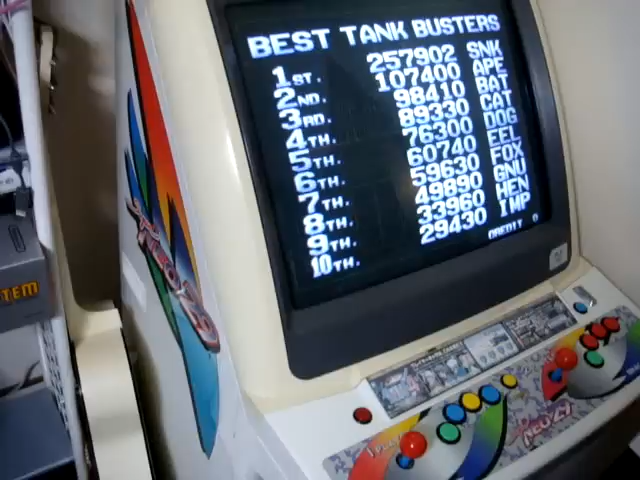 BEST TANK BUSTERS
1ST. 257902 SNK
2ND. 107400 APE
3RD. 98410 BAT
4TH. 89330 CAT
5TH. 76300 DOG
6TH. 60740 EEL
7TH. 59630 FOX
8TH. 49890 GNU
9TH. 33960 HEN
10TH. 29430 IMP
CREDIT 0
TEM